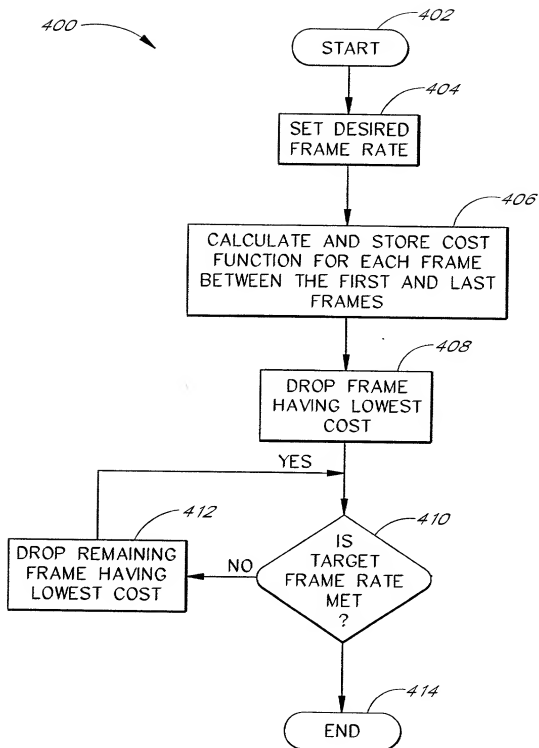 400
402
START
404
SET DESIRED
FRAME RATE
406
CALCULATE AND STORE COST
FUNCTION FOR EACH FRAME
BETWEEN THE FIRST AND LAST
FRAMES
408
DROP FRAME
HAVING LOWEST
COST
YES
412
DROP REMAINING
FRAME HAVING
LOWEST COST
NO
410
IS
TARGET
FRAME RATE
MET
?
414
END